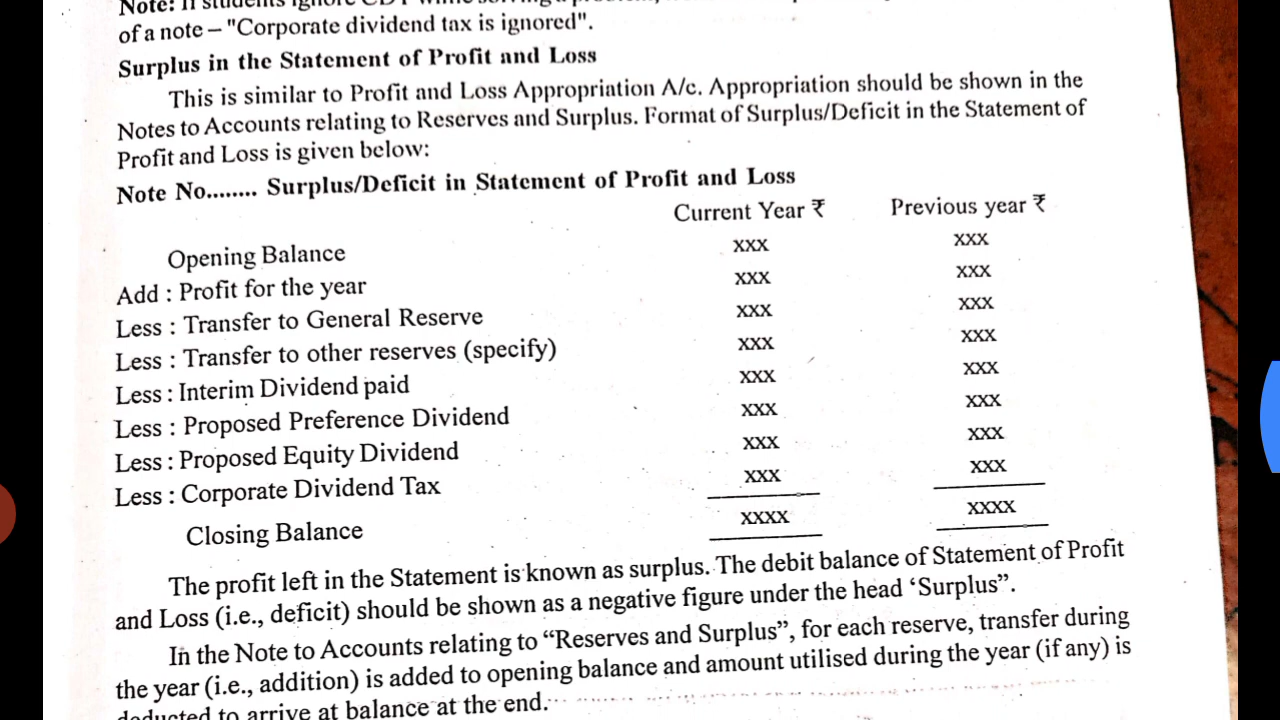 Note: If students ignore CDT while solving a problem,
of a note – "Corporate dividend tax is ignored".
Surplus in the Statement of Profit and Loss
This is similar to Profit and Loss Appropriation A/c. Appropriation should be shown in the
Notes to Accounts relating to Reserves and Surplus. Format of Surplus/Deficit in the Statement of
Profit and Loss is given below:
Note No........ Surplus/Deficit in Statement of Profit and Loss
Current Year ₹ Previous year ₹
Opening Balance xxx xxx
Add : Profit for the year xxx xxx
Less : Transfer to General Reserve xxx xxx
Less : Transfer to other reserves (specify) xxx xxx
Less : Interim Dividend paid xxx xxx
Less : Proposed Preference Dividend xxx xxx
Less : Proposed Equity Dividend xxx xxx
Less : Corporate Dividend Tax xxx xxx
Closing Balance xxxx xxxx
The profit left in the Statement is known as surplus. The debit balance of Statement of Profit
and Loss (i.e., deficit) should be shown as a negative figure under the head ‘Surplus”.
In the Note to Accounts relating to “Reserves and Surplus”, for each reserve, transfer during
the year (i.e., addition) is added to opening balance and amount utilised during the year (if any) is
deducted to arrive at balance at the end.